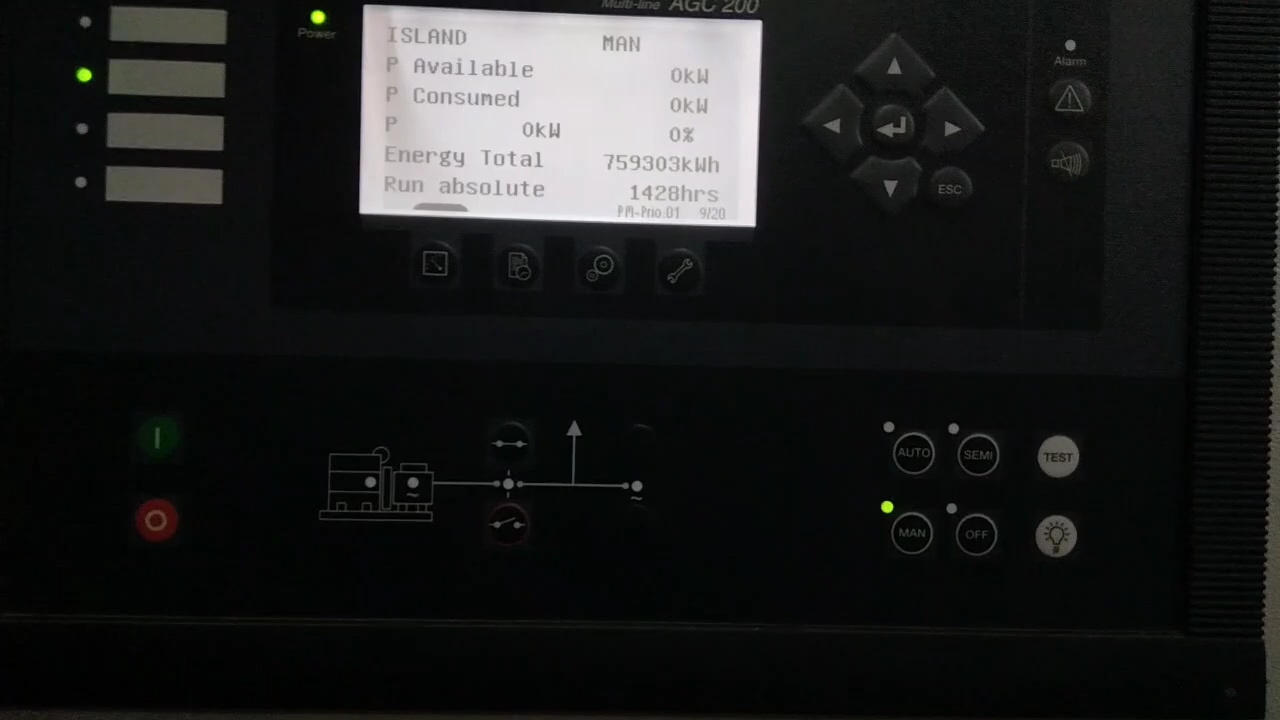 Multi-line AGC 200
Power
ISLAND MAN
P Available 0kW
P Consumed 0kW
P 0kW 0%
Energy Total 759303kWh
Run absolute 1428hrs
PM-Prio:01 9/20
Alarm
ESC
AUTO SEMI TEST
MAN OFF